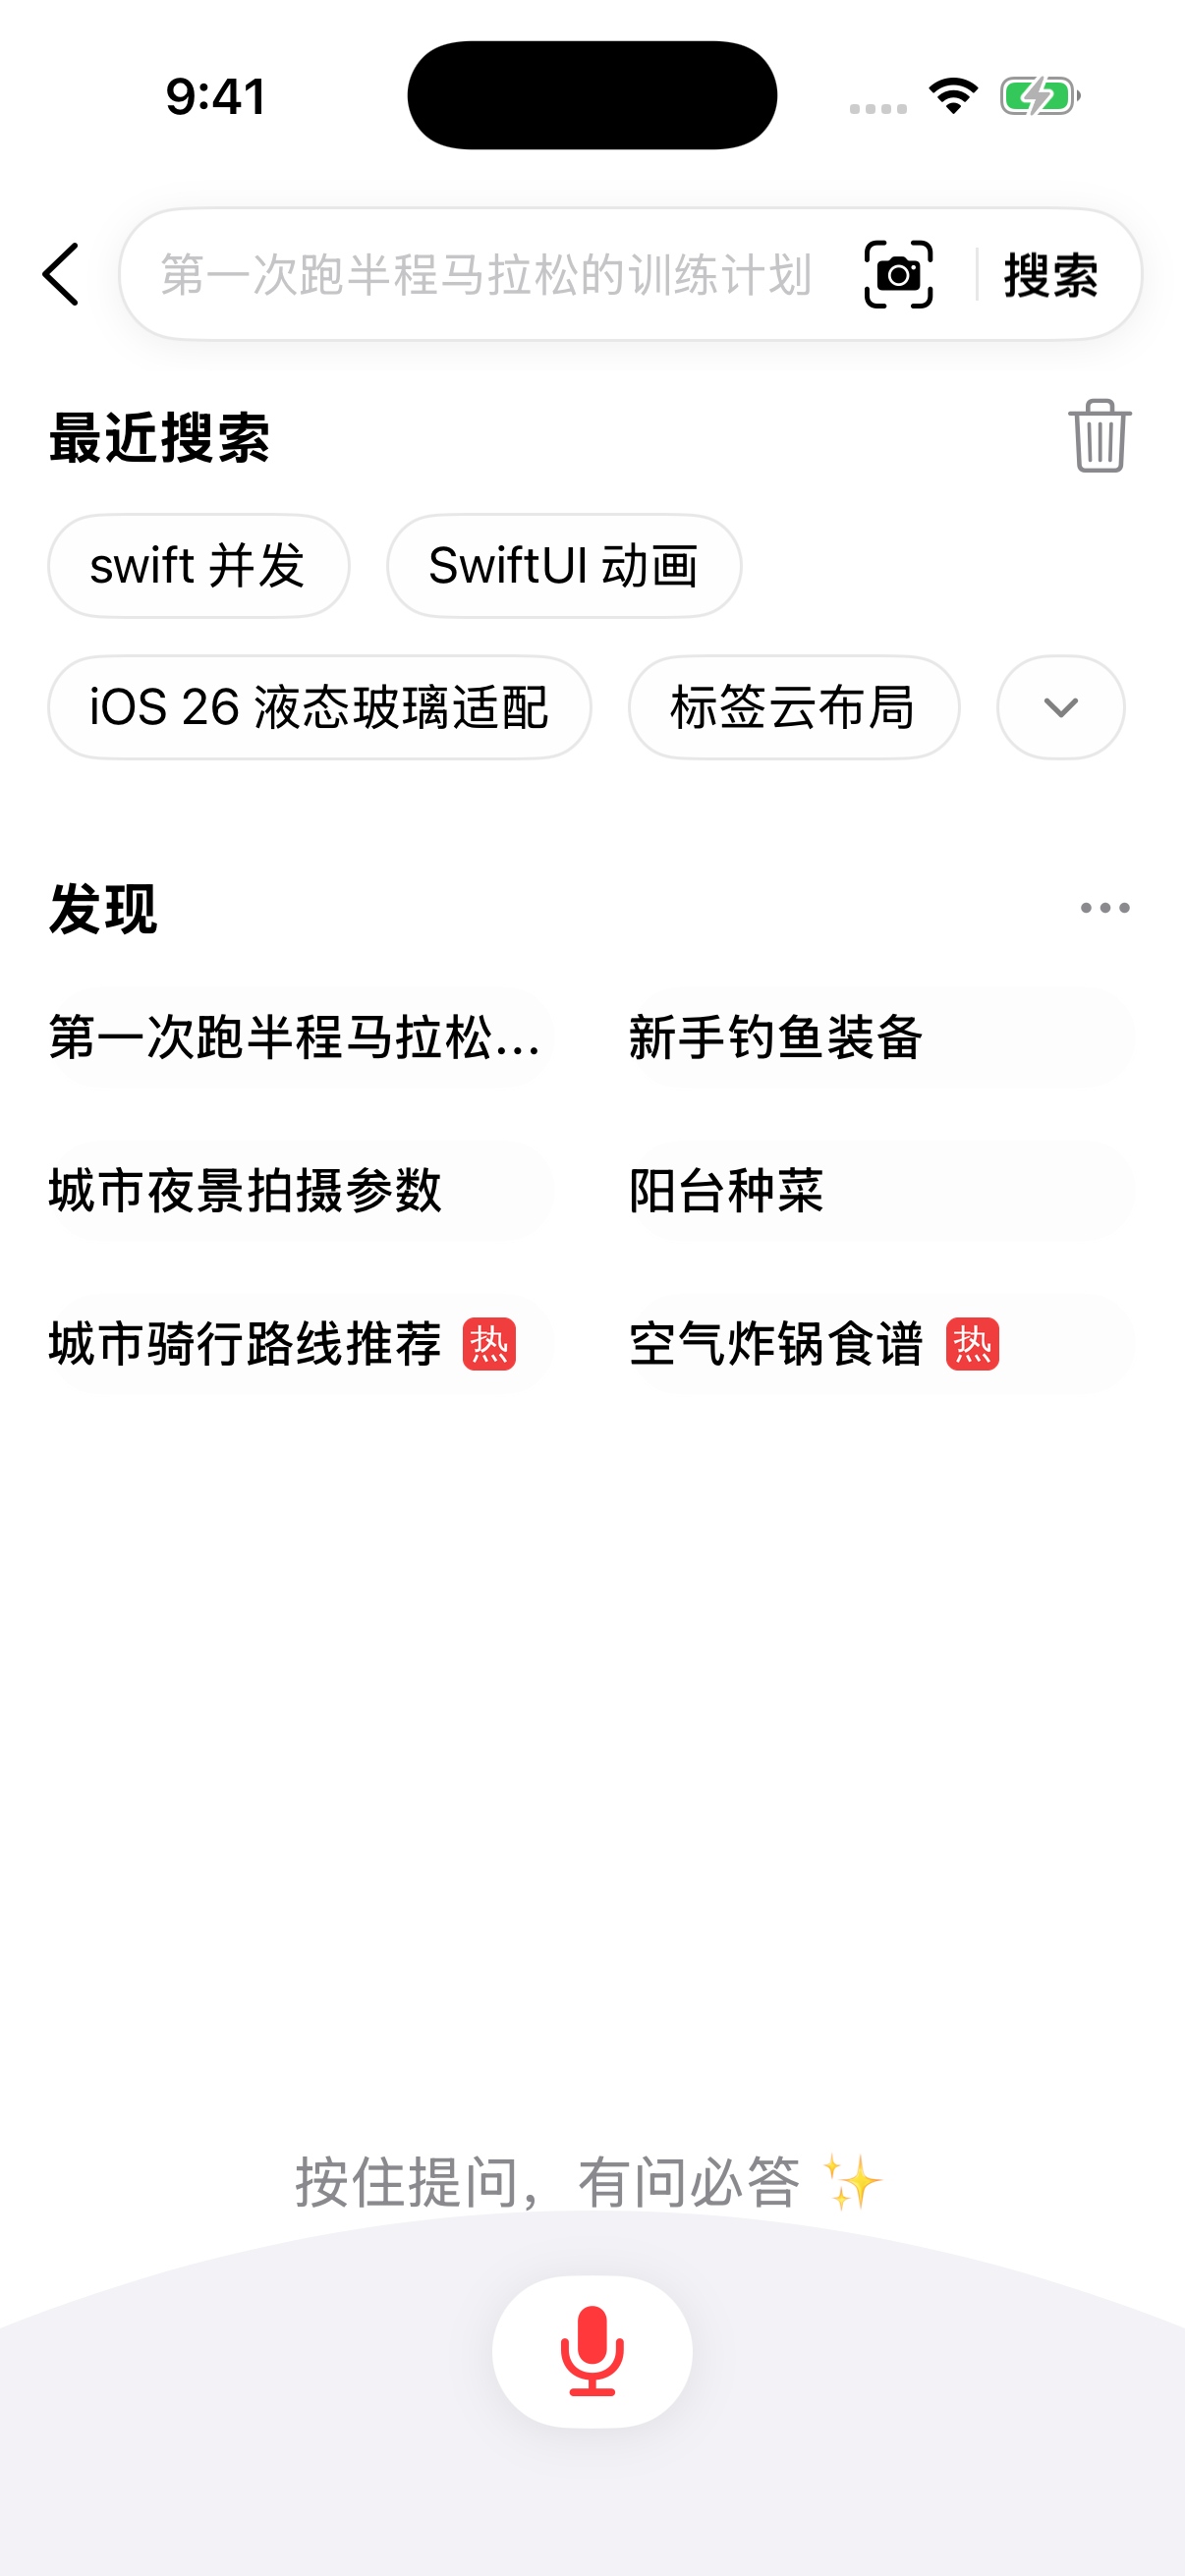 9:41
第一次跑半程马拉松的训练计划 搜索
最近搜索
swift 并发 SwiftUI 动画
iOS 26 液态玻璃适配 标签云布局
发现
第一次跑半程马拉松... 新手钓鱼装备
城市夜景拍摄参数 阳台种菜
城市骑行路线推荐 热 空气炸锅食谱 热
按住提问，有问必答 ✨